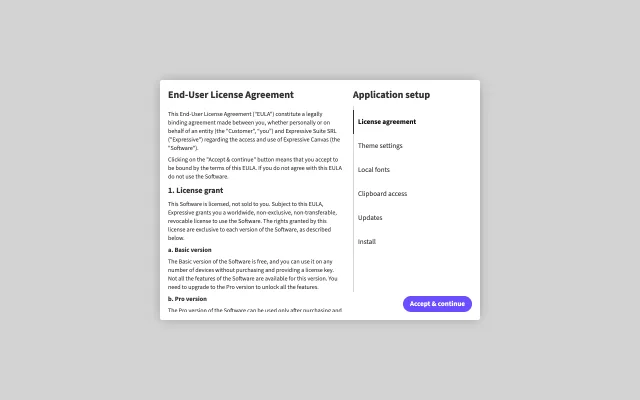 End-User License Agreement
This End-User License Agreement ("EULA") constitute a legally
binding agreement made between you, whether personally or on
behalf of an entity (the "Customer", "you") and Expressive Suite SRL
("Expressive") regarding the access and use of Expressive Canvas (the
"Software").
Clicking on the "Accept & continue" button means that you accept to
be bound by the terms of this EULA. If you do not agree with this EULA
do not use the Software.
1. License grant
This Software is licensed, not sold to you. Subject to this EULA,
Expressive grants you a worldwide, non-exclusive, non-transferable,
revocable license to use the Software. The rights granted by this
license are exclusive to each version of the Software, as described
below.
a. Basic version
The Basic version of the Software is free, and you can use it on any
number of devices without purchasing and providing a license key.
Not all the features of the Software are available for this version. You
need to upgrade to the Pro version to unlock all the features.
b. Pro version
The Pro version of the Software can be used only after purchasing and
Application setup
License agreement
Theme settings
Local fonts
Clipboard access
Updates
Install
Accept & continue